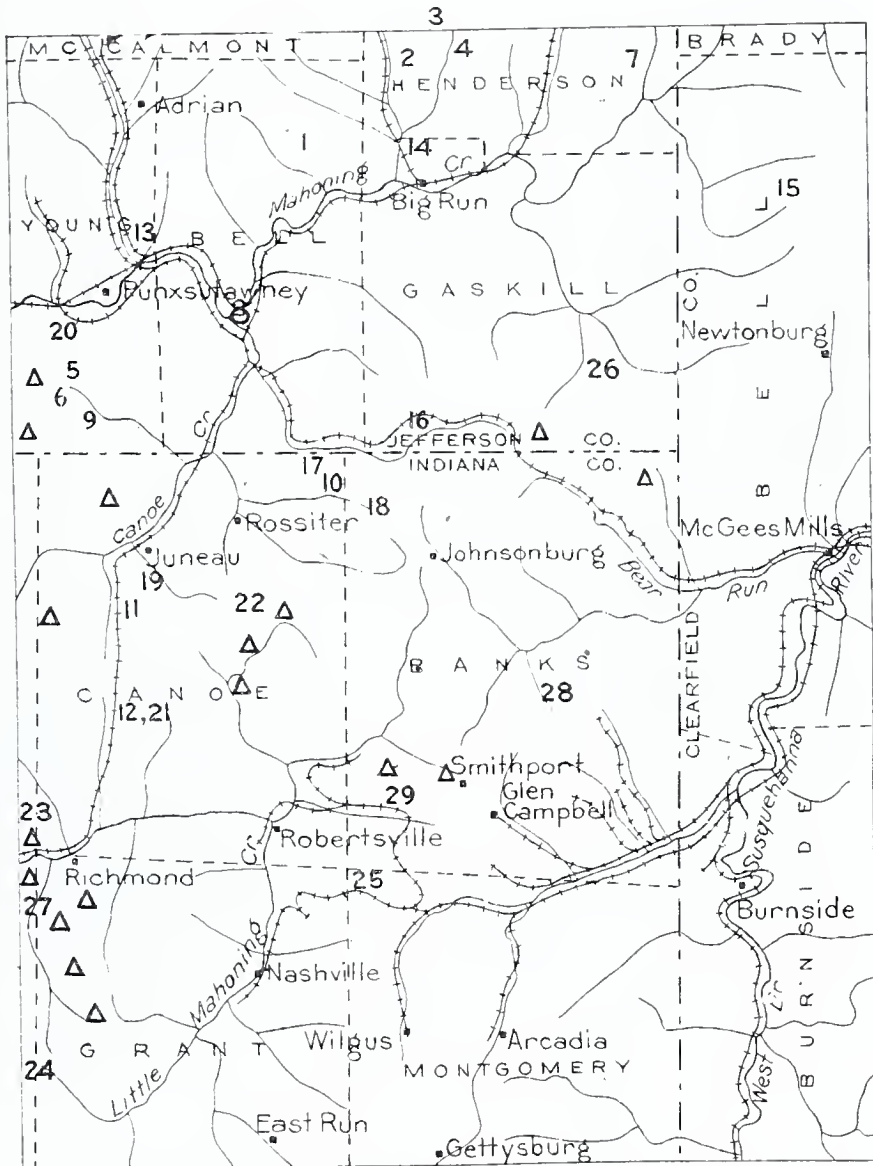 3
MC CALMONT
BRADY
2 4 7
HENDERSON
Adrian
1 14
Mahoning Cr
Big Run
15
YOUNG 13 BELL
GASKILL
Punxsutawney
8
20
CO.
Newtonburg
5
6
9
26
16
JEFFERSON CO.
INDIANA CO.
BELL
17
10
18
Canoe Cr
Rossiter
Juneau
19
Johnsonburg
McGees Mills
Bear Run
River
11
22
BANKS
CANOE
12,21
28
CLEARFIELD
Smithport
29
Glen
Campbell
23
Cr
Robertsville
Susquehanna
Richmond
25
Burnside
BURNSIDE
27
Nashville
Little Mahoning
Wilgus
Arcadia
24
GRANT
MONTGOMERY
West
East Run
Gettysburg